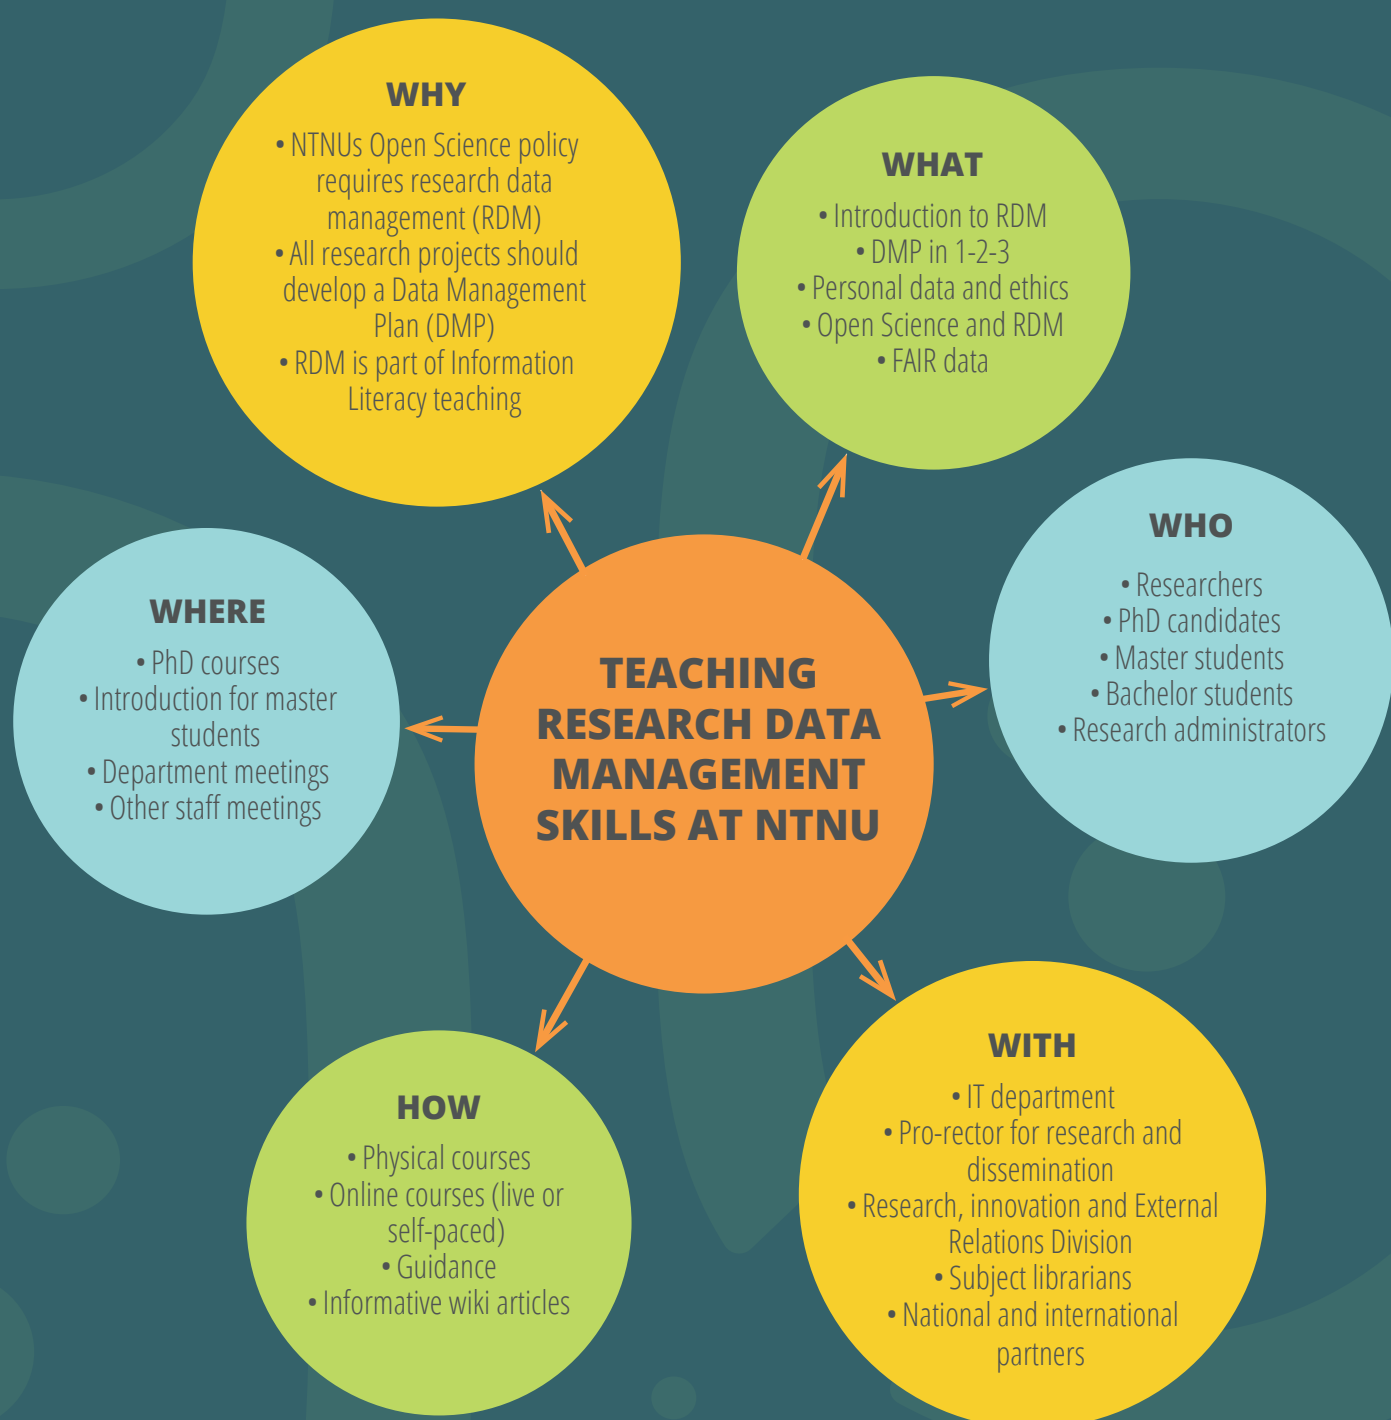 WHY
• NTNUs Open Science policy
requires research data
management (RDM)
• All research projects should
develop a Data Management
Plan (DMP)
• RDM is part of Information
Literacy teaching
WHAT
• Introduction to RDM
• DMP in 1-2-3
• Personal data and ethics
• Open Science and RDM
• FAIR data
WHO
• Researchers
• PhD candidates
• Master students
• Bachelor students
• Research administrators
WHERE
• PhD courses
• Introduction for master
students
• Department meetings
• Other staff meetings
TEACHING
RESEARCH DATA
MANAGEMENT
SKILLS AT NTNU
HOW
• Physical courses
• Online courses (live or
self-paced)
• Guidance
• Informative wiki articles
WITH
• IT department
• Pro-rector for research and
dissemination
• Research, innovation and External
Relations Division
• Subject librarians
• National and international
partners